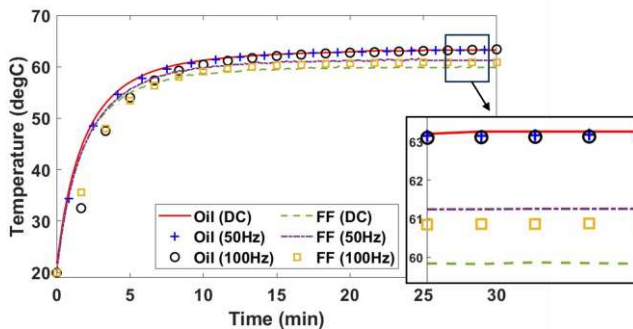 Temperature (degC)
70
60
50
40
30
20
0
5
10
15
20
25
30
Time (min)
Oil (DC)
FF (DC)
Oil (50Hz)
FF (50Hz)
Oil (100Hz)
FF (100Hz)
63
62
61
60
25
30